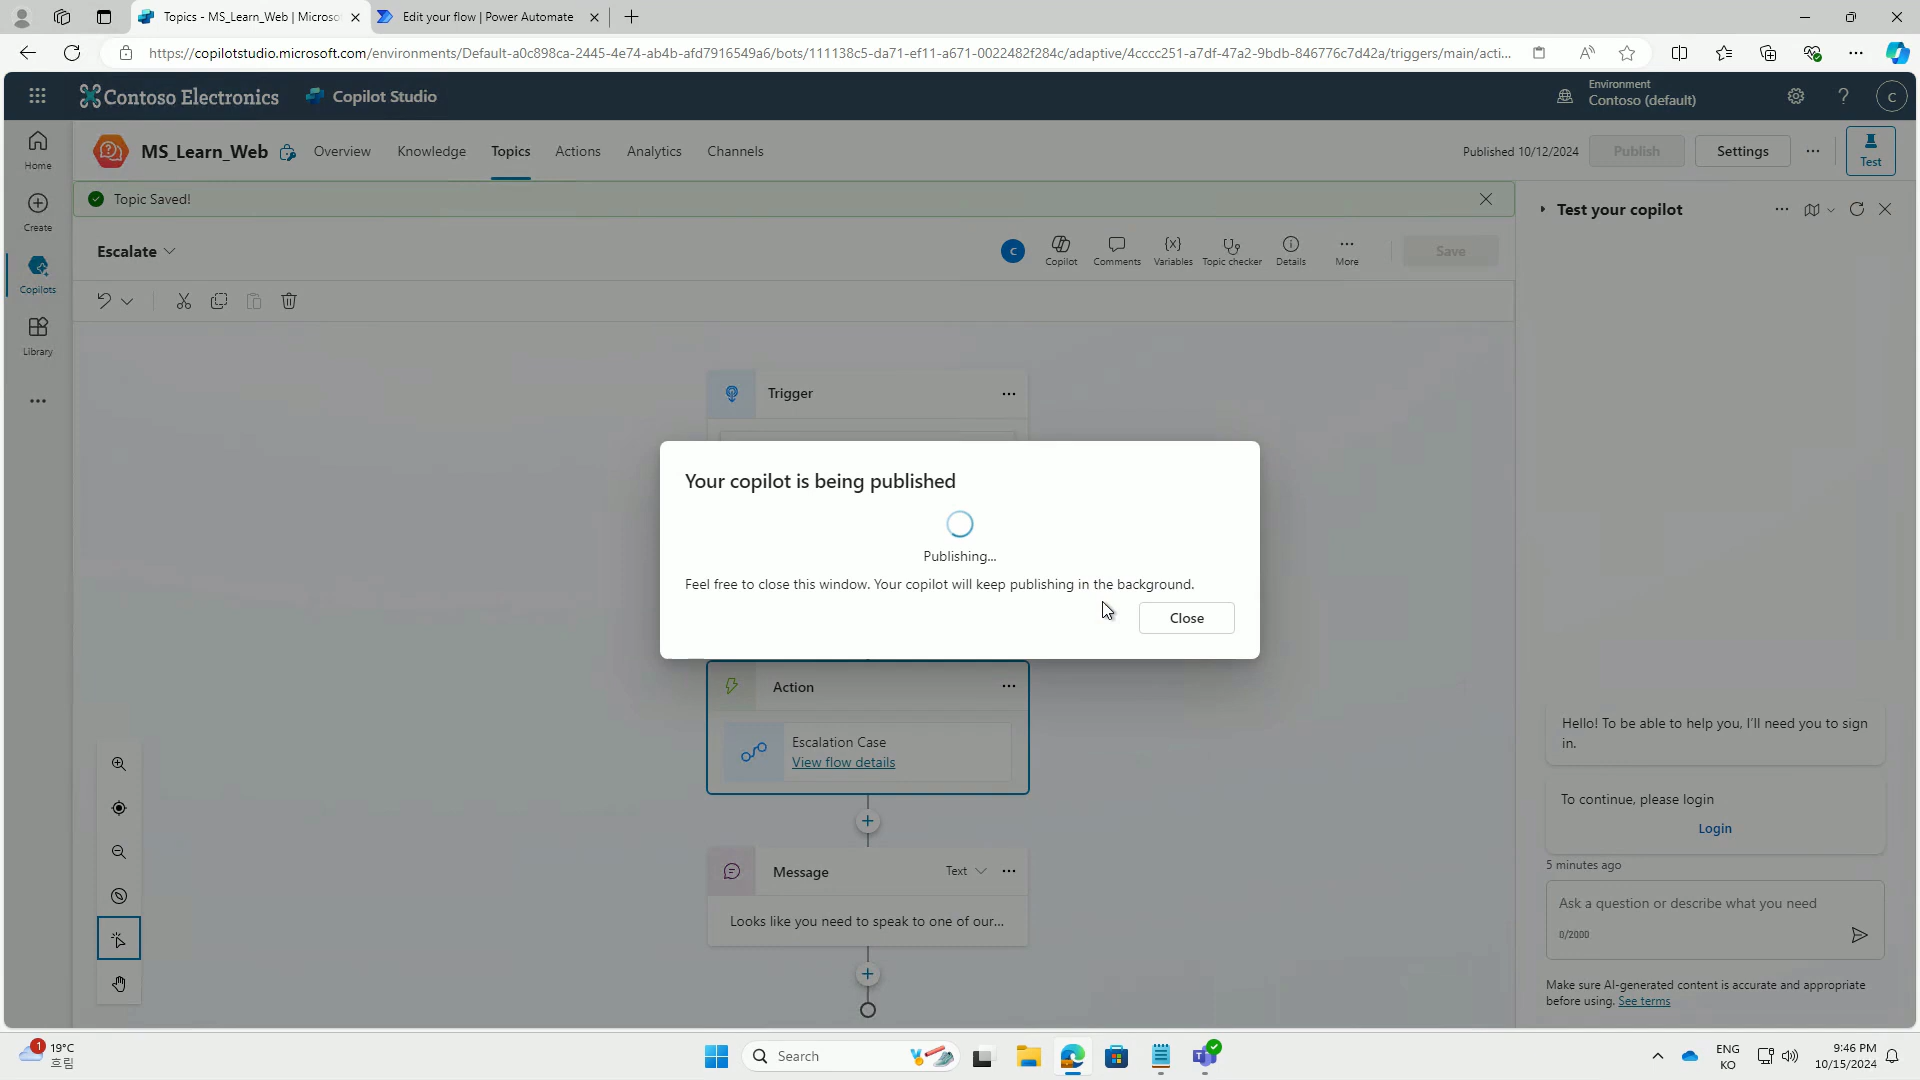 Topics - MS_Learn_Web | Microso
Edit your flow | Power Automate
https://copilotstudio.microsoft.com/environments/Default-a0c898ca-2445-4e74-ab4b-afd7916549a6/bots/111138c5-da71-ef11-a671-0022482f284c/adaptive/4cccc251-a7df-47a2-9bdb-846776c7d42a/triggers/main/acti...
Contoso Electronics
Copilot Studio
Environment
Contoso (default)
C
Home
Create
Copilots
Library
MS_Learn_Web
Overview
Knowledge
Topics
Actions
Analytics
Channels
Published 10/12/2024
Publish
Settings
Test
Topic Saved!
Escalate
C
Copilot
Comments
Variables
Topic checker
Details
More
Save
Trigger
Your copilot is being published
Publishing...
Feel free to close this window. Your copilot will keep publishing in the background.
Close
Action
Escalation Case
View flow details
Message
Text
Looks like you need to speak to one of our...
Test your copilot
Hello! To be able to help you, I'll need you to sign
in.
To continue, please login
Login
5 minutes ago
Ask a question or describe what you need
0/2000
Make sure AI-generated content is accurate and appropriate
before using. See terms
1
19°C
흐림
Search
ENG
KO
9:46 PM
10/15/2024